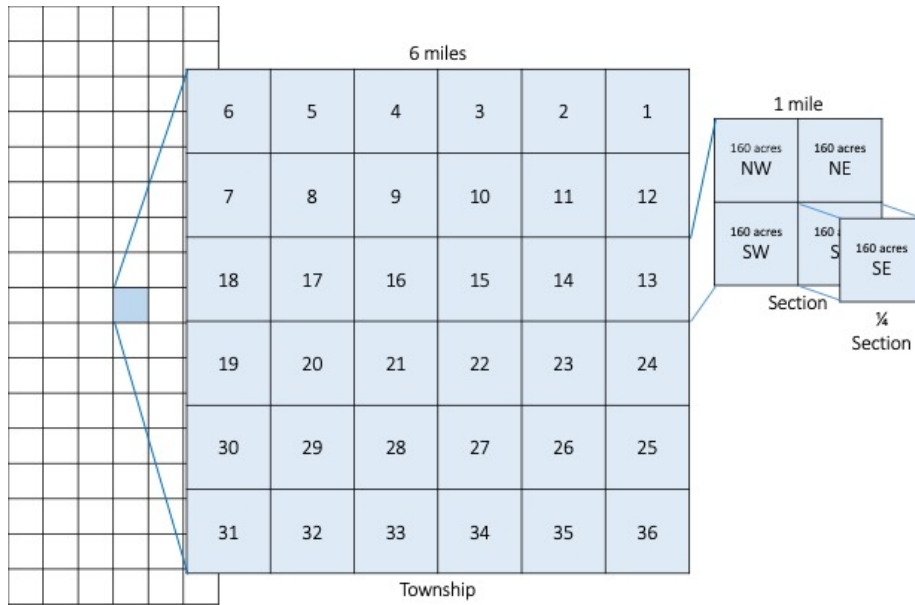 6 miles
6 5 4 3 2 1
7 8 9 10 11 12
18 17 16 15 14 13
19 20 21 22 23 24
30 29 28 27 26 25
31 32 33 34 35 36
Township
1 mile
160 acres 160 acres
NW NE
160 acres 160
SW S
160 acres
SE
Section
¼
Section